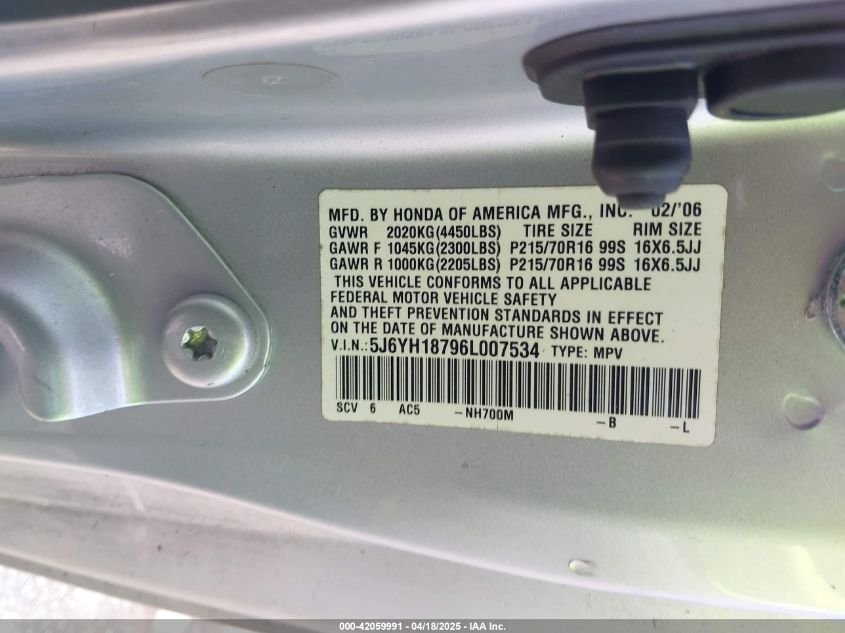 MFD. BY HONDA OF AMERICA MFG., INC. 02/'06
GVWR 2020KG(4450LBS) TIRE SIZE RIM SIZE
GAWR F 1045KG(2300LBS) P215/70R16 99S 16X6.5JJ
GAWR R 1000KG(2205LBS) P215/70R16 99S 16X6.5JJ
THIS VEHICLE CONFORMS TO ALL APPLICABLE
FEDERAL MOTOR VEHICLE SAFETY
AND THEFT PREVENTION STANDARDS IN EFFECT
ON THE DATE OF MANUFACTURE SHOWN ABOVE.
V.I.N.:5J6YH18796L007534 TYPE: MPV
SCV 6 AC5 -NH700M -B -L
000-42059991 - 04/18/2025 - IAA Inc.